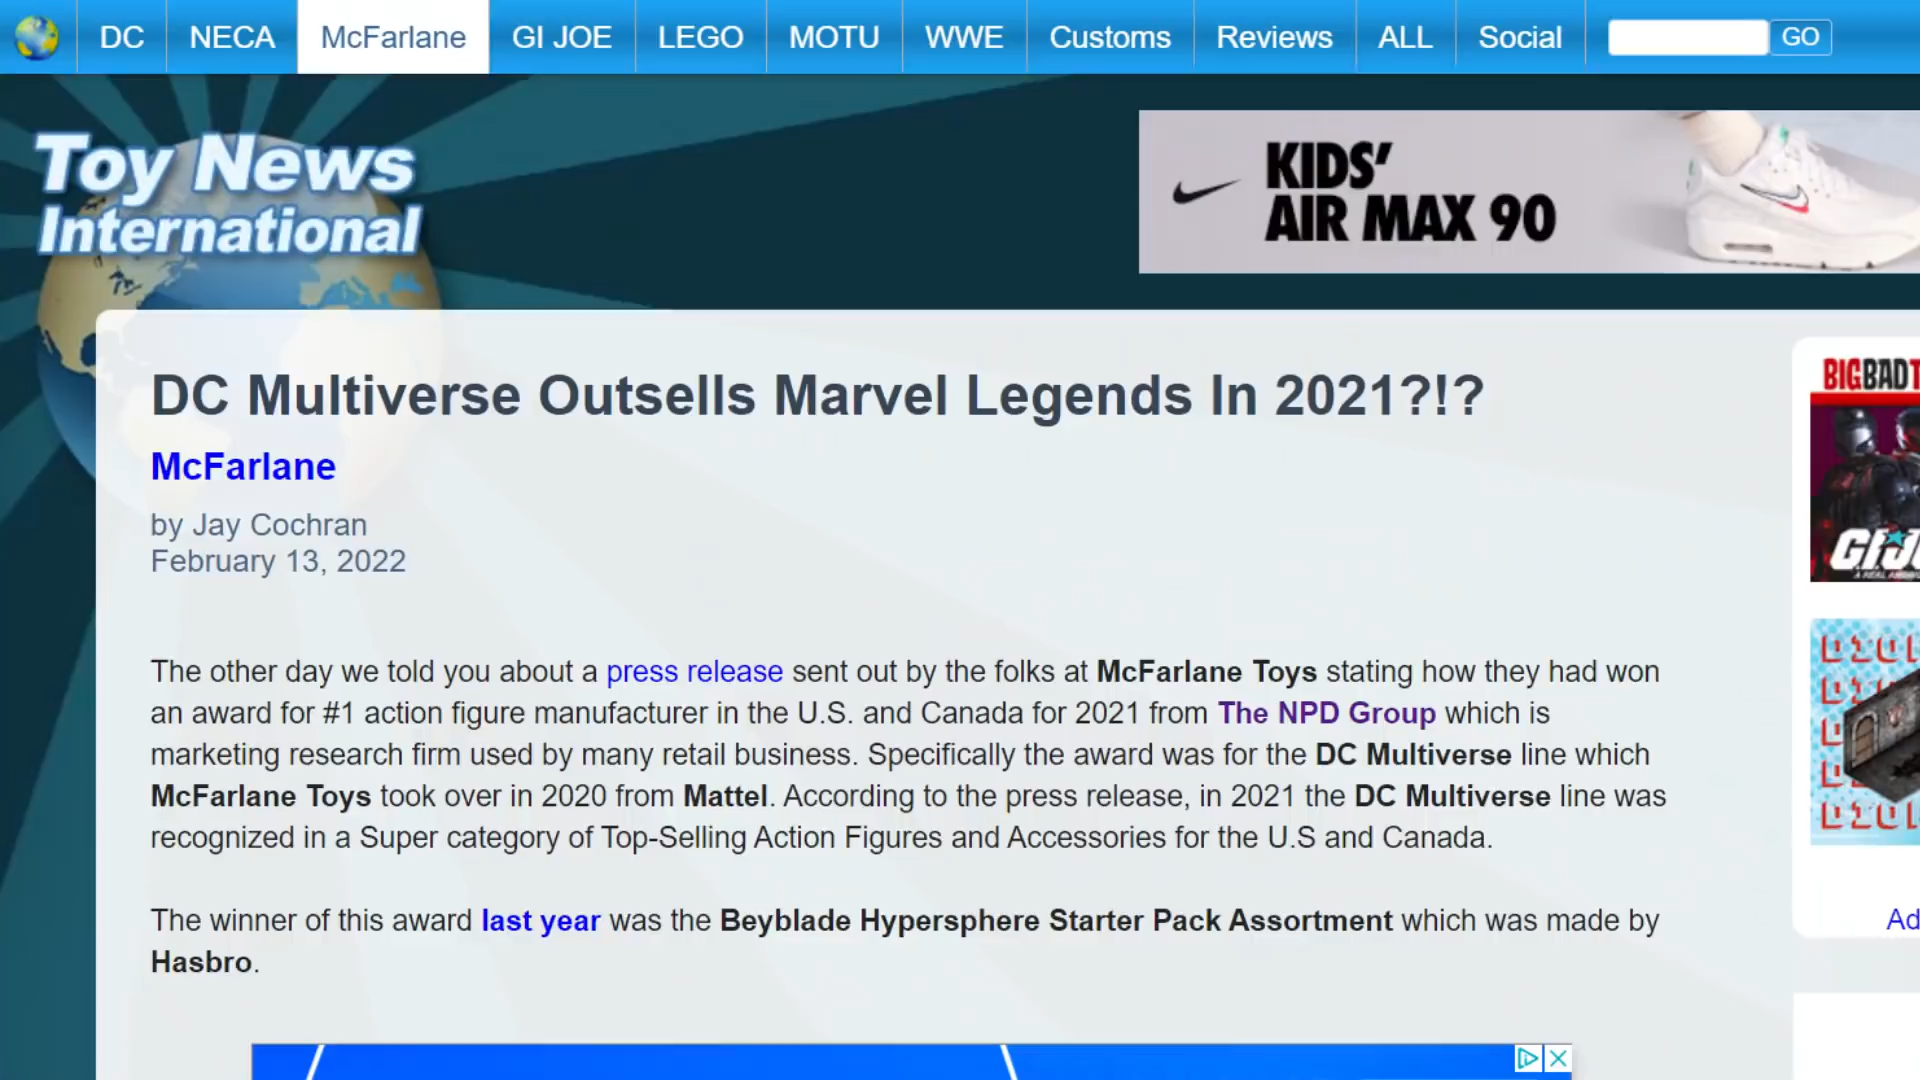 DC NECA McFarlane GI JOE LEGO MOTU WWE Customs Reviews ALL Social GO
Toy News
International
KIDS'
AIR MAX 90
DC Multiverse Outsells Marvel Legends In 2021?!?
McFarlane
by Jay Cochran
February 13, 2022
The other day we told you about a press release sent out by the folks at McFarlane Toys stating how they had won
an award for #1 action figure manufacturer in the U.S. and Canada for 2021 from The NPD Group which is
marketing research firm used by many retail business. Specifically the award was for the DC Multiverse line which
McFarlane Toys took over in 2020 from Mattel. According to the press release, in 2021 the DC Multiverse line was
recognized in a Super category of Top-Selling Action Figures and Accessories for the U.S and Canada.
The winner of this award last year was the Beyblade Hypersphere Starter Pack Assortment which was made by
Hasbro.
BIGBADT
GI JO
Ad